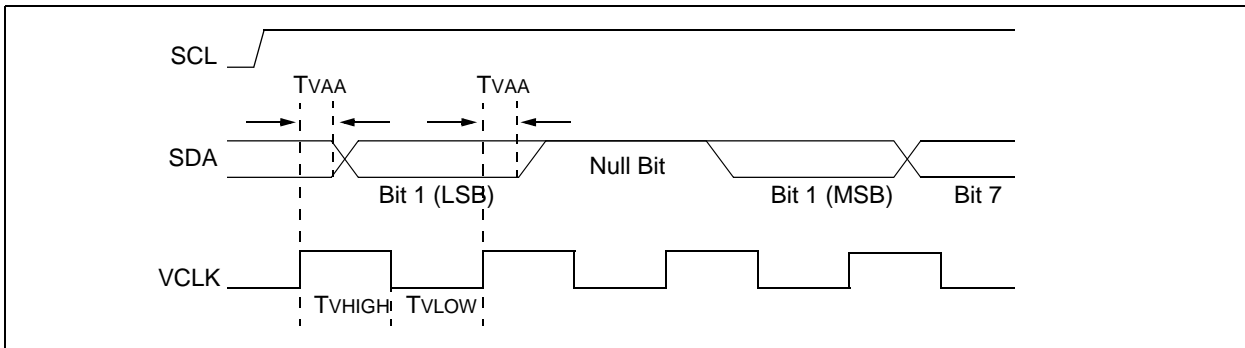 SCL
TVAA TVAA
SDA
Null Bit
Bit 1 (LSB) Bit 1 (MSB) Bit 7
VCLK
TVHIGH TVLOW